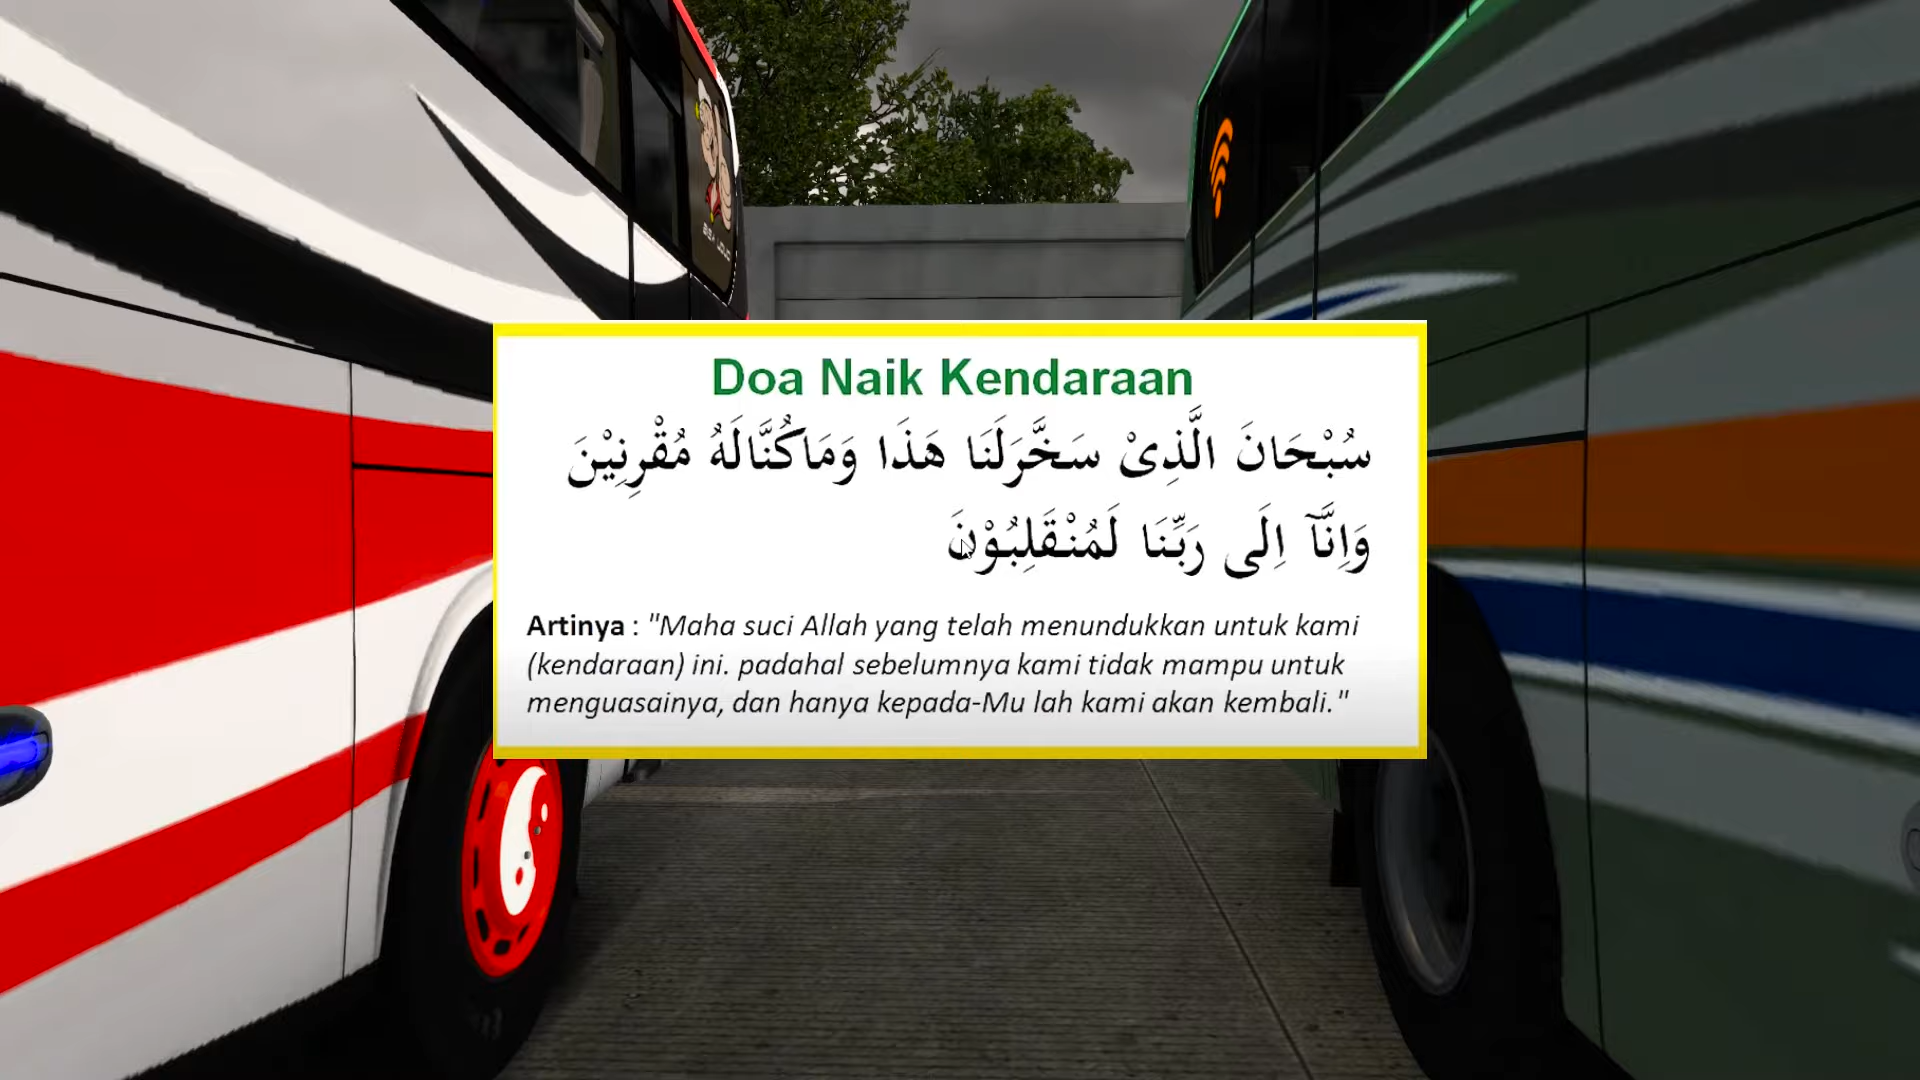 Doa Naik Kendaraan
سُبْحَانَ الَّذِىْ سَخَّرَلَنَا هَذَا وَمَاكُنَّالَهُ مُقْرِنِيْنَ
وَاِنَّآ اِلَى رَبِّنَا لَمُنْقَلِبُوْنَ
Artinya : "Maha suci Allah yang telah menundukkan untuk kami
(kendaraan) ini. padahal sebelumnya kami tidak mampu untuk
menguasainya, dan hanya kepada-Mu lah kami akan kembali."